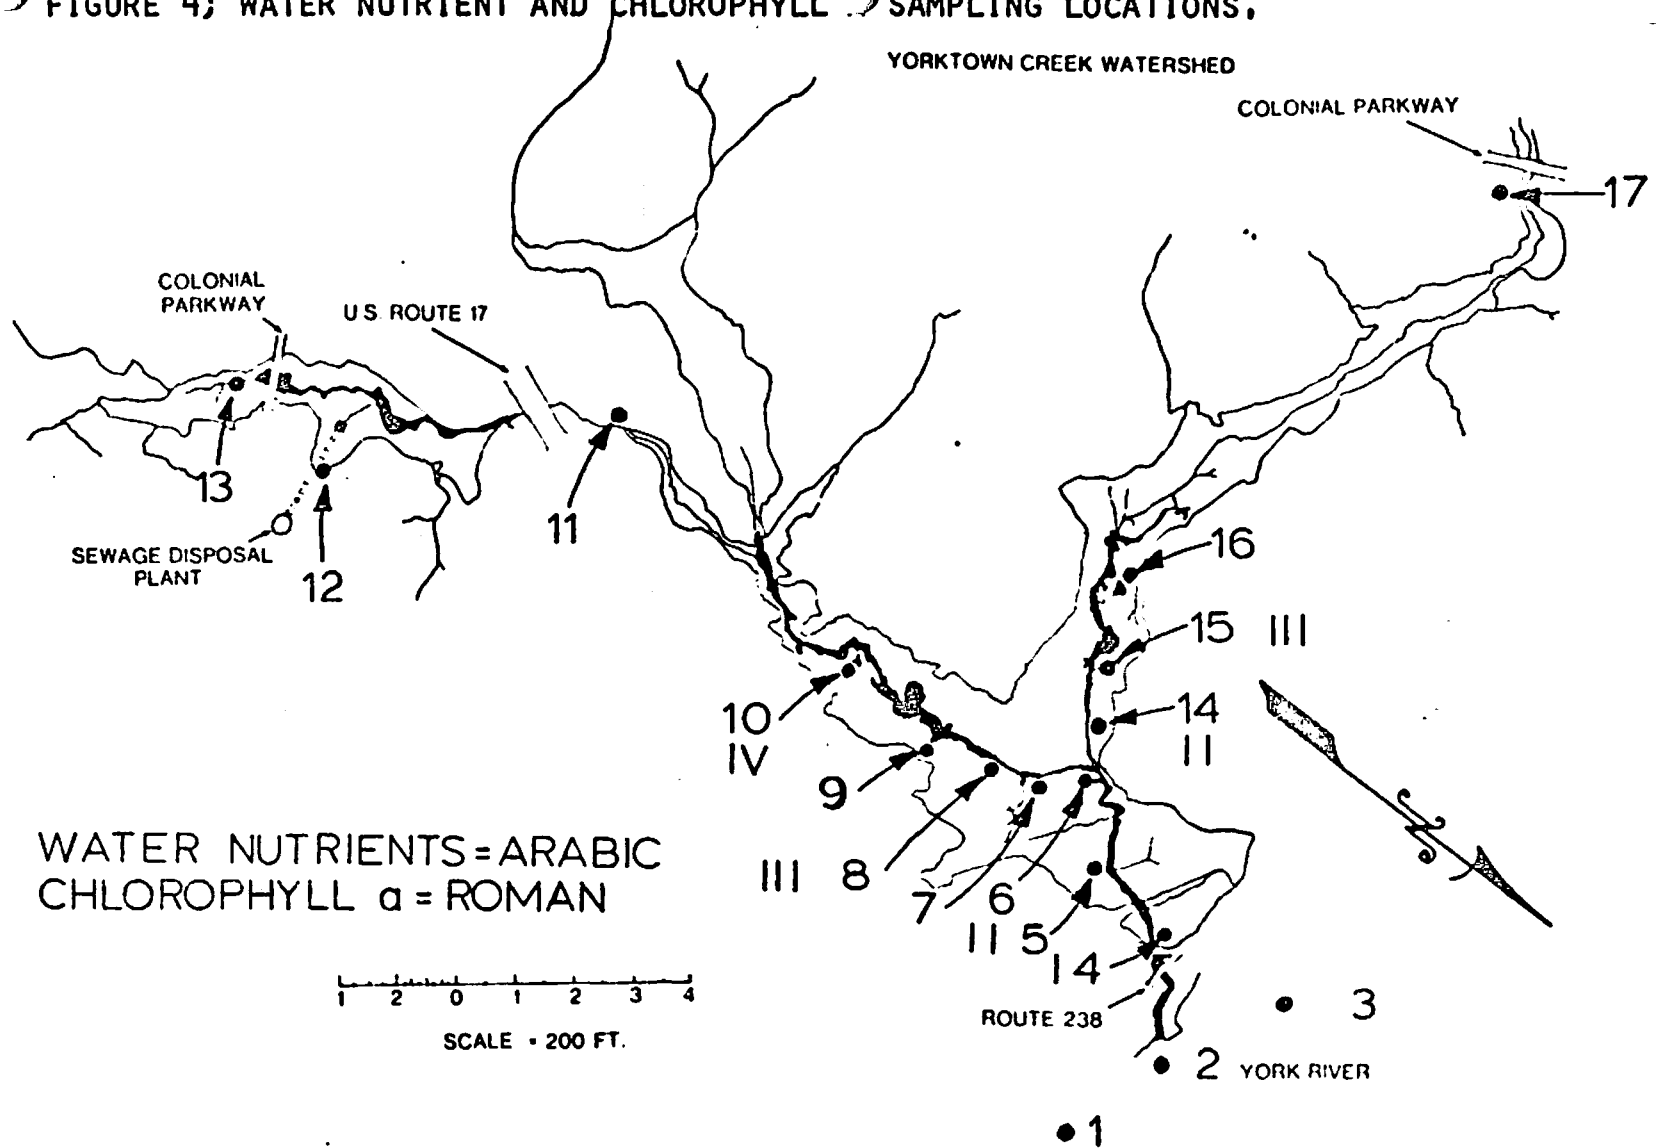 FIGURE 4; WATER NUTRIENT AND CHLOROPHYLL SAMPLING LOCATIONS.
YORKTOWN CREEK WATERSHED
COLONIAL PARKWAY
17
COLONIAL
PARKWAY
U.S. ROUTE 17
13
11
SEWAGE DISPOSAL
PLANT
12
16
15 III
14
II
10
IV
9
N
WATER NUTRIENTS = ARABIC
CHLOROPHYLL a = ROMAN
III 8
7
6
II
5
I 4
ROUTE 238
3
1 2 0 1 2 3 4
SCALE = 200 FT.
2 YORK RIVER
1